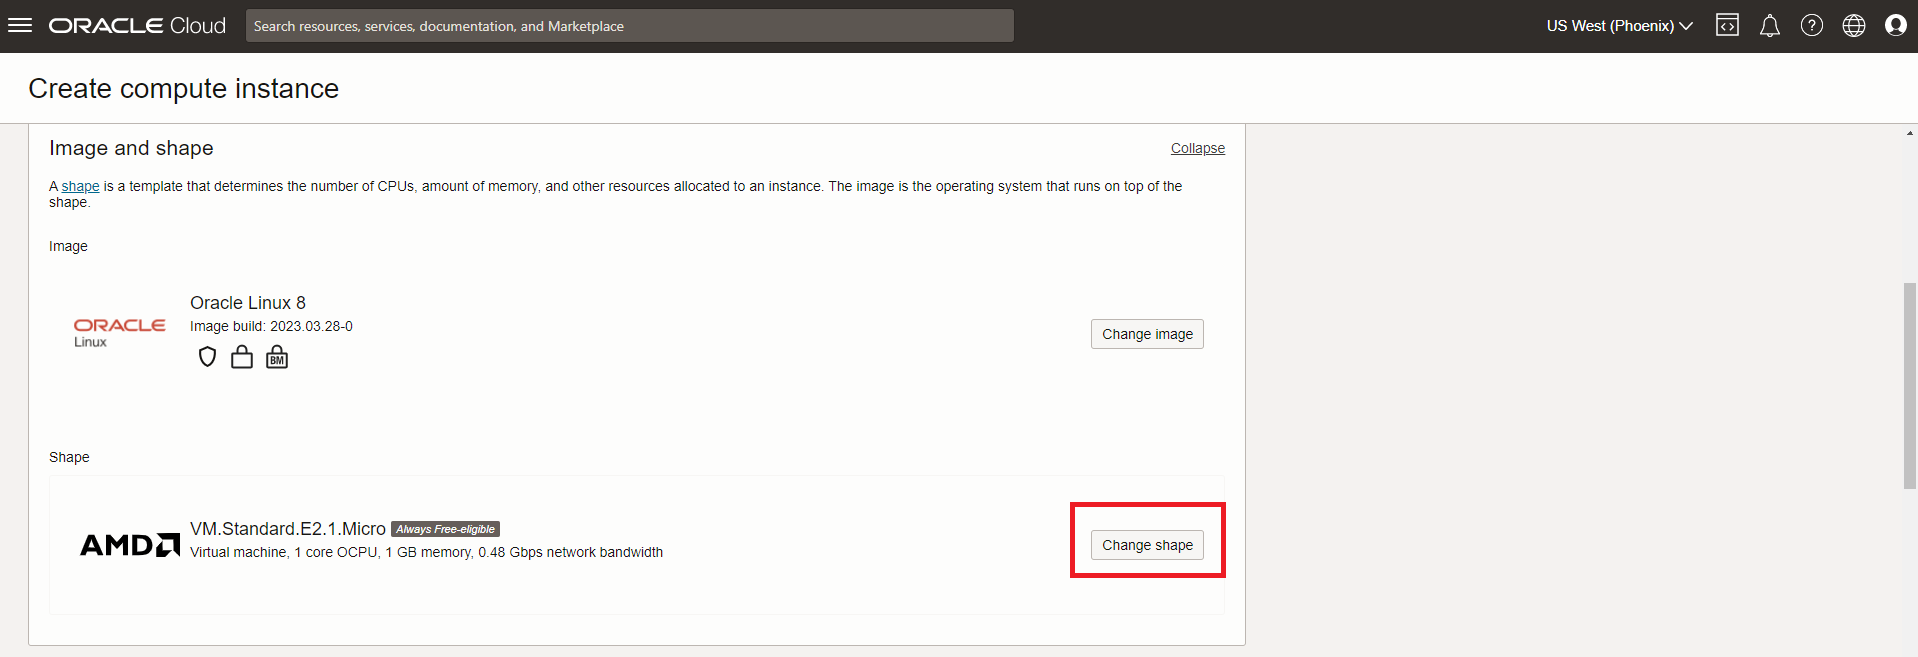 ORACLE Cloud
Search resources, services, documentation, and Marketplace
US West (Phoenix)
Create compute instance
Image and shape
Collapse
A shape is a template that determines the number of CPUs, amount of memory, and other resources allocated to an instance. The image is the operating system that runs on top of the
shape.
Image
ORACLE
Linux
Oracle Linux 8
Image build: 2023.03.28-0
BM
Change image
Shape
AMD
VM.Standard.E2.1.Micro Always Free-eligible
Virtual machine, 1 core OCPU, 1 GB memory, 0.48 Gbps network bandwidth
Change shape